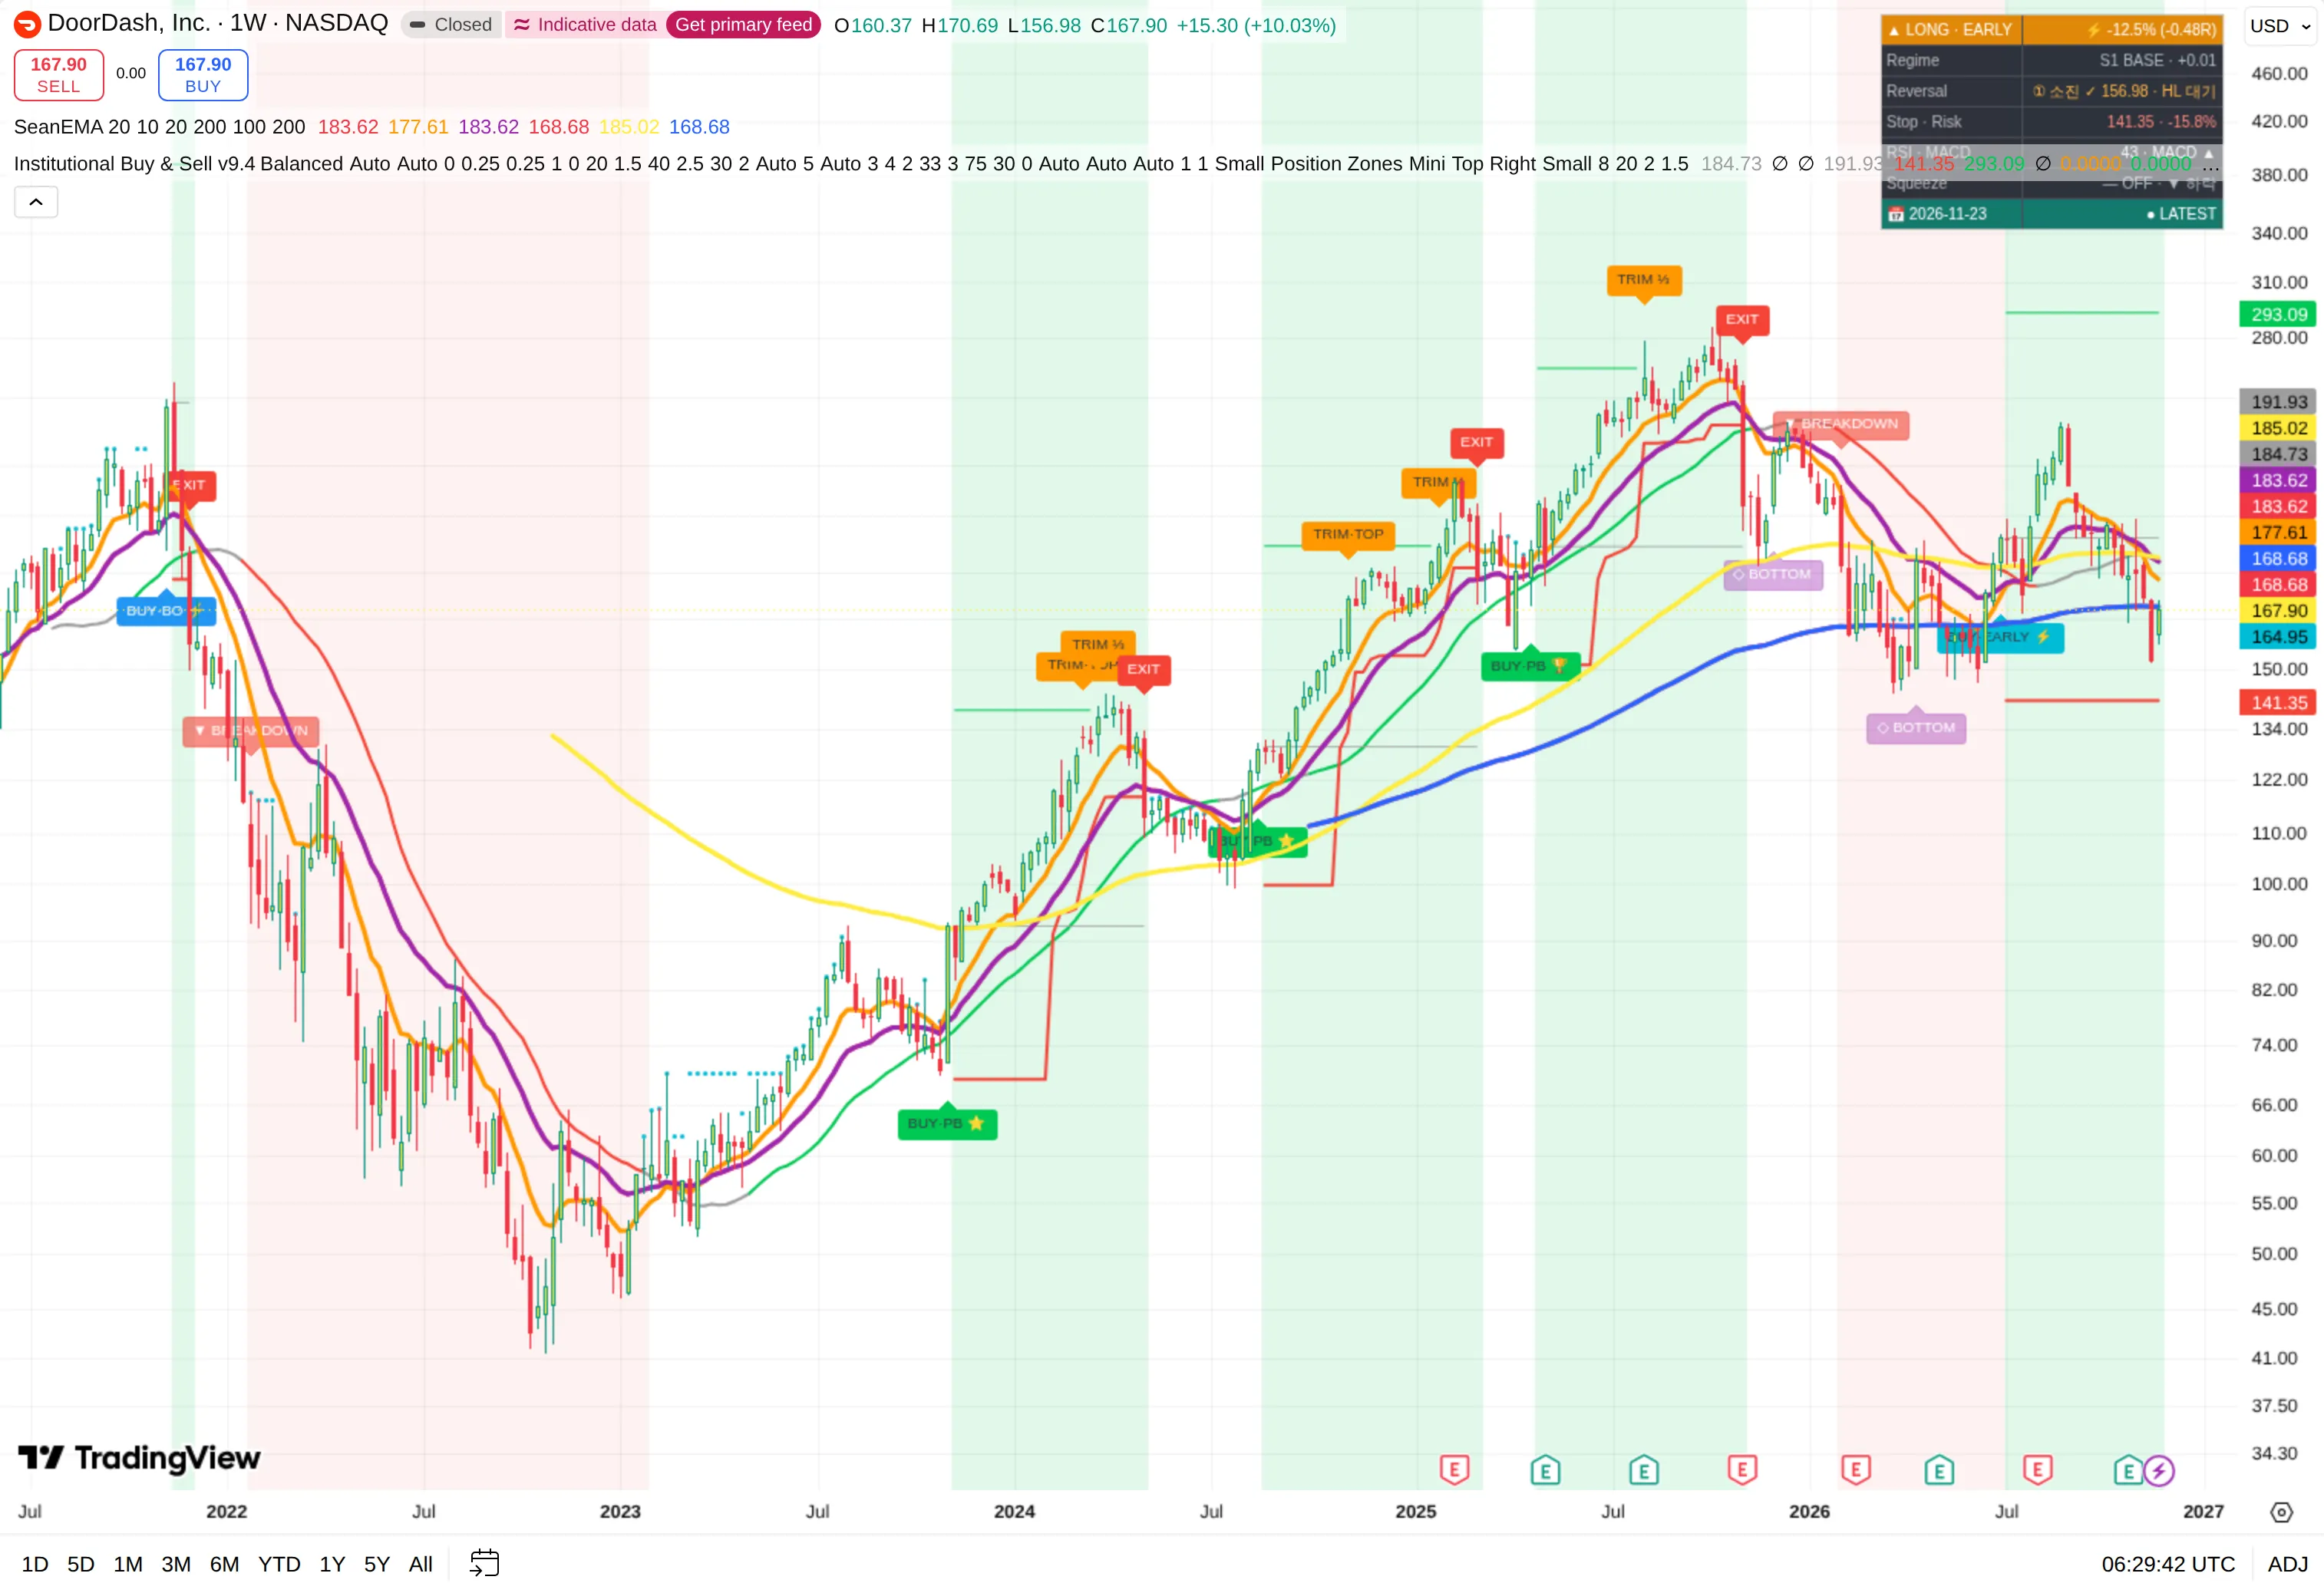 DoorDash, Inc. · 1W · NASDAQ
Closed
Indicative data
Get primary feed
O160.37 H170.69 L156.98 C167.90 +15.30 (+10.03%)
167.90
SELL
0.00
167.90
BUY
SeanEMA 20 10 20 200 100 200 183.62 177.61 183.62 168.68 185.02 168.68
Institutional Buy & Sell v9.4 Balanced Auto Auto 0 0.25 0.25 1 0 20 1.5 40 2.5 30 2 Auto 5 Auto 3 4 2 33 3 75 30 0 Auto Auto Auto 1 1 Small Position Zones Mini Top Right Small 8 20 2 1.5 184.73 ∅ ∅ 191.93 141.35 293.09 ∅ 0.0000 0.0000 ...
▲ LONG · EARLY ⚡ -12.5% (-0.48R)
Regime S1 BASE · +0.01
Reversal ① 소진 ✓ 156.98 · HL 대기
Stop · Risk 141.35 · -15.8%
RSI · MACD 43 · MACD ▲
Squeeze — OFF · ▼ 하락
📅 2026-11-23 ● LATEST
USD
460.00
420.00
380.00
340.00
310.00
293.09
280.00
191.93
185.02
184.73
183.62
183.62
177.61
168.68
168.68
167.90
164.95
150.00
141.35
134.00
122.00
110.00
100.00
90.00
82.00
74.00
66.00
60.00
55.00
50.00
45.00
41.00
37.50
34.30
TRIM ⅓
EXIT
▼ BREAKDOWN
EXIT
TRIM
EXIT
TRIM-TOP
◇ BOTTOM
BUY-BO ⚡
BUY-EARLY ⚡
TRIM ⅓
EXIT
BUY-PB 🏆
▼ BREAKDOWN
◇ BOTTOM
BUY-PB ⭐
BUY-PB ⭐
TradingView
E
E
E
E
E
E
E
E
Jul 2022 Jul 2023 Jul 2024 Jul 2025 Jul 2026 Jul 2027
1D 5D 1M 3M 6M YTD 1Y 5Y All
06:29:42 UTC ADJ